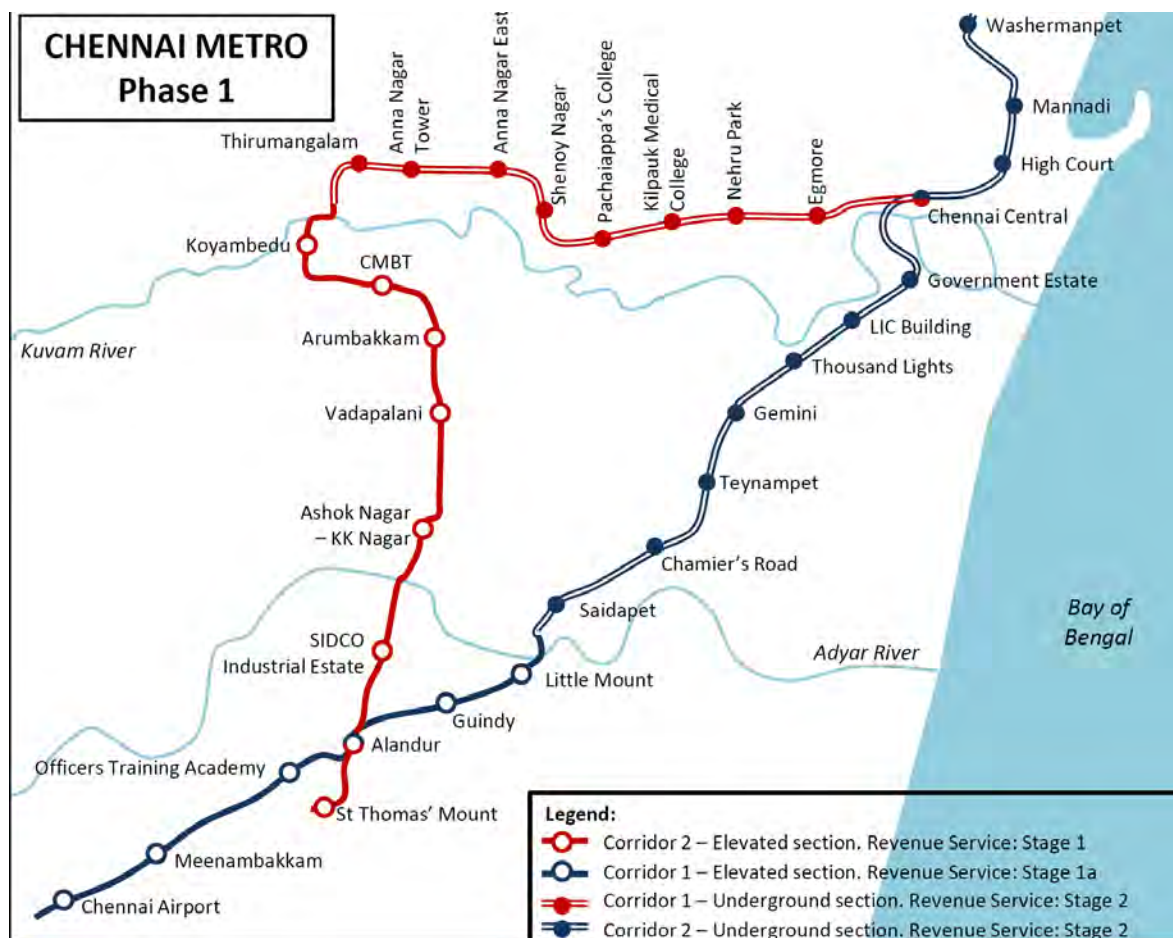 CHENNAI METRO
Phase 1
Washermanpet
Mannadi
High Court
Chennai Central
Thirumangalam
Anna Nagar
Tower
Anna Nagar East
Shenoy Nagar
Pachaiappa's College
Kilpauk Medical
College
Nehru Park
Egmore
Koyambedu
CMBT
Arumbakkam
Kuvam River
Vadapalani
Ashok Nagar
– KK Nagar
SIDCO
Industrial Estate
Government Estate
LIC Building
Thousand Lights
Gemini
Teynampet
Chamier's Road
Saidapet
Little Mount
Guindy
Alandur
Officers Training Academy
St Thomas' Mount
Meenambakkam
Chennai Airport
Adyar River
Bay of
Bengal
Legend:
Corridor 2 – Elevated section. Revenue Service: Stage 1
Corridor 1 – Elevated section. Revenue Service: Stage 1a
Corridor 1 – Underground section. Revenue Service: Stage 2
Corridor 2 – Underground section. Revenue Service: Stage 2